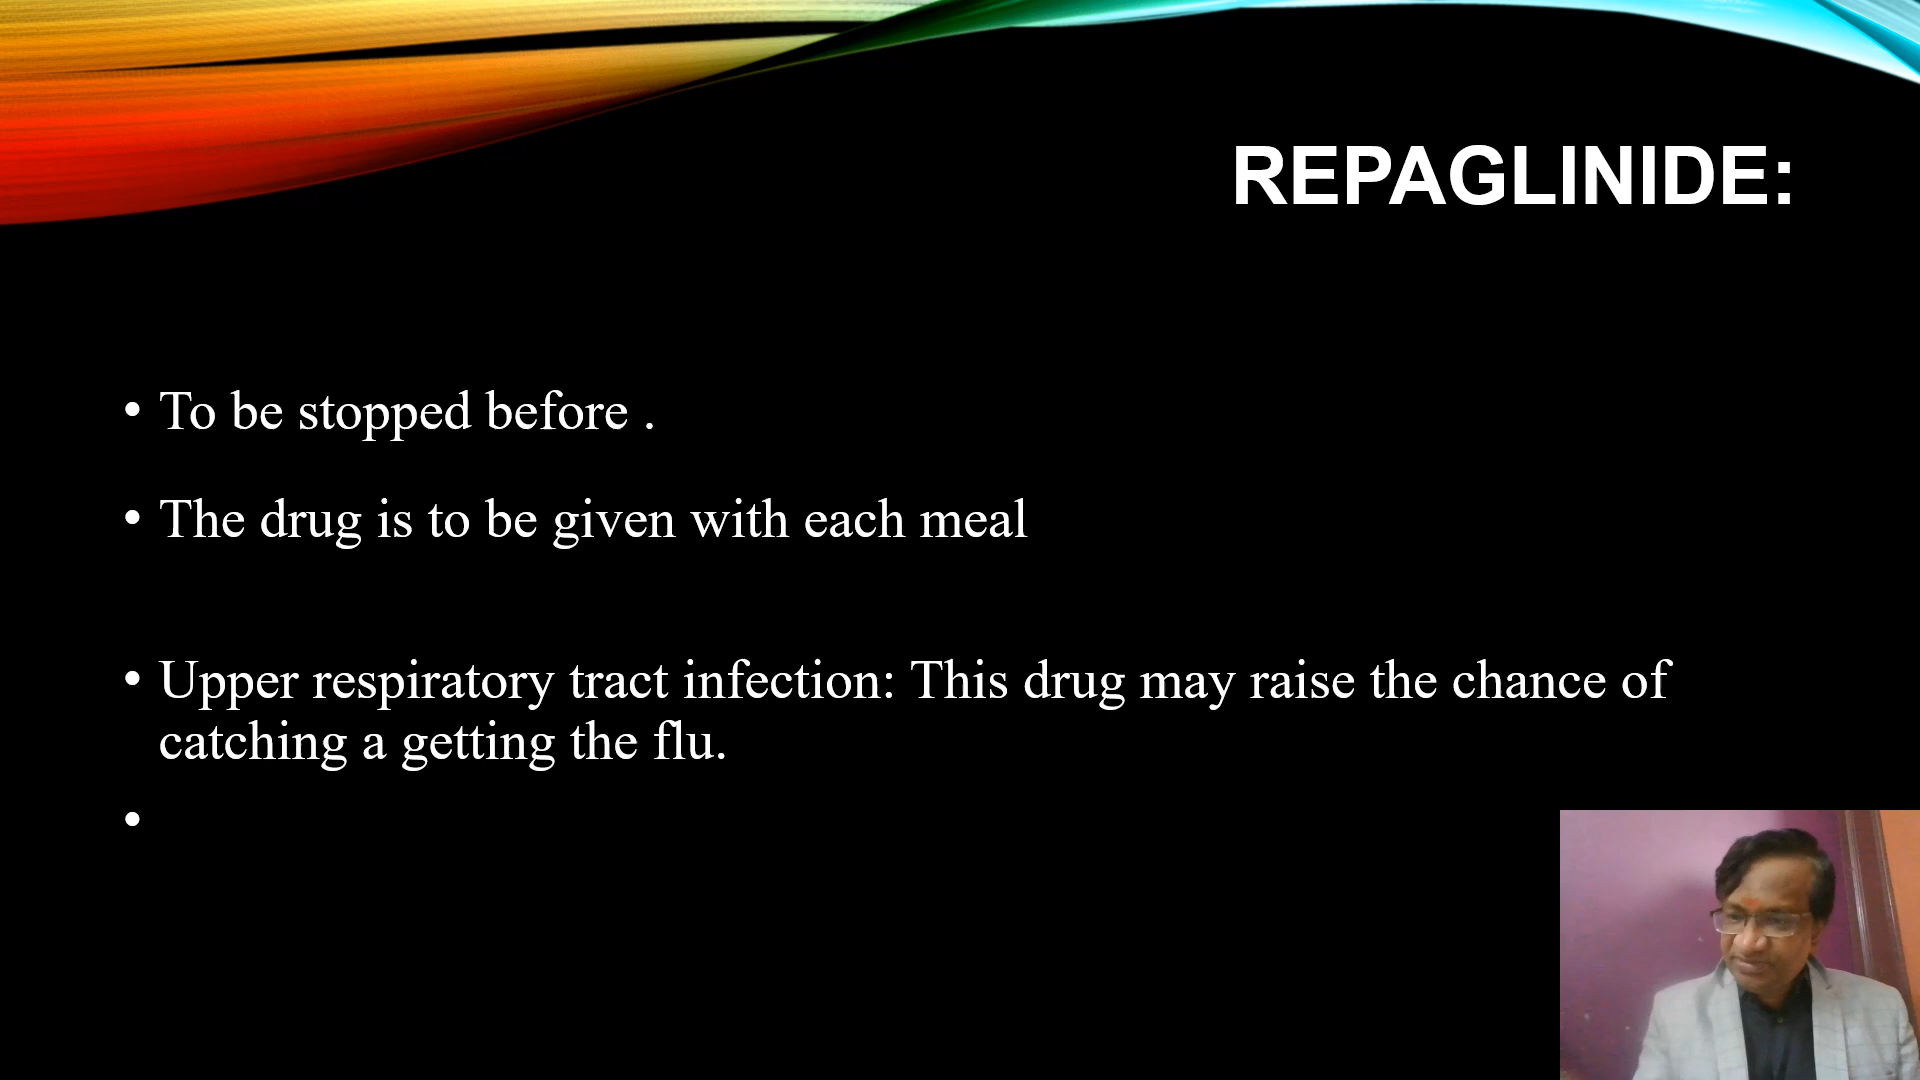 REPAGLINIDE:
• To be stopped before .
• The drug is to be given with each meal
• Upper respiratory tract infection: This drug may raise the chance of
catching a getting the flu.
•